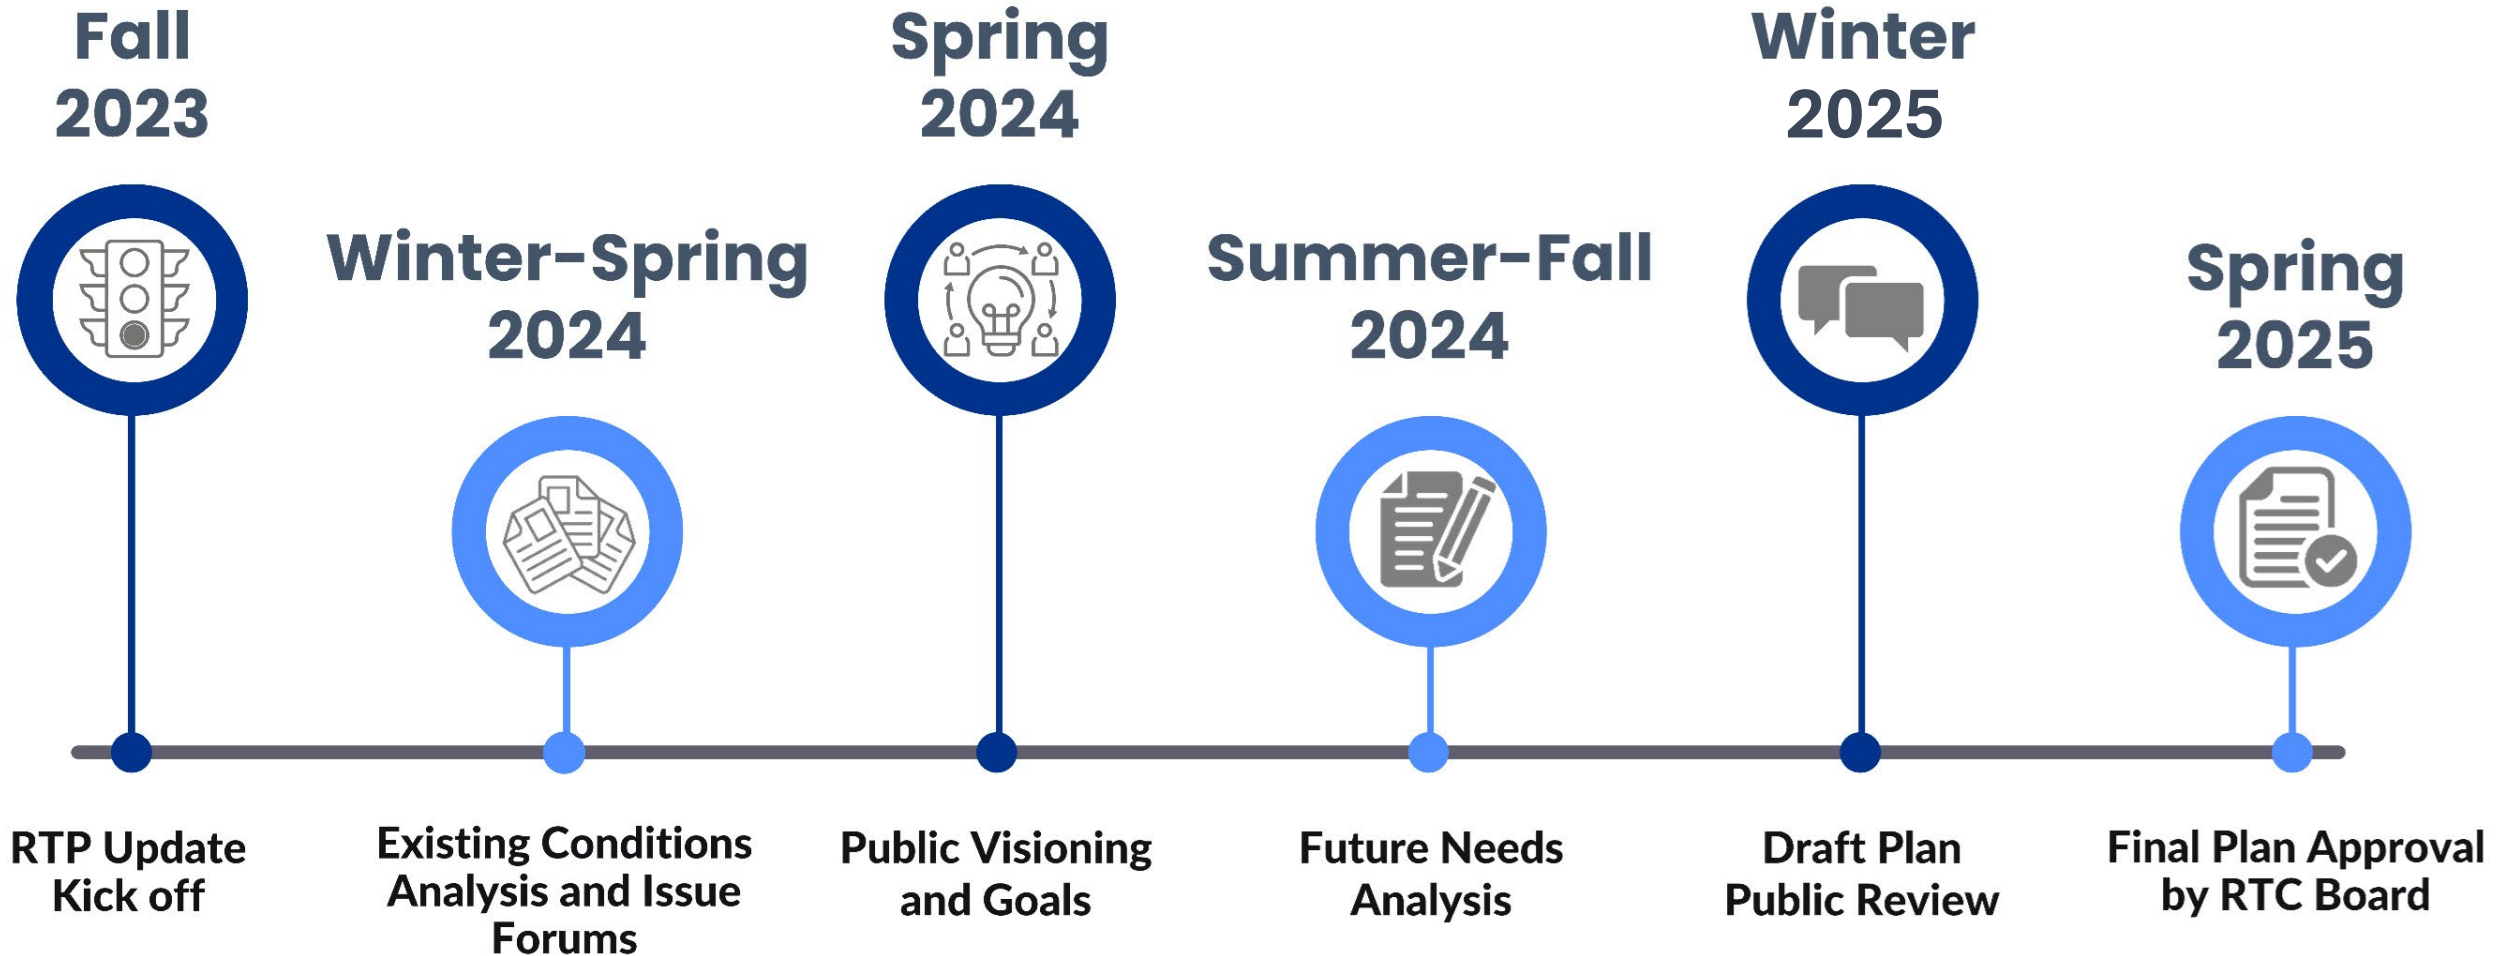 Fall
2023
RTP Update
Kick off
Winter-Spring
2024
Existing Conditions
Analysis and Issue
Forums
Spring
2024
Public Visioning
and Goals
Summer-Fall
2024
Future Needs
Analysis
Winter
2025
Draft Plan
Public Review
Spring
2025
Final Plan Approval
by RTC Board